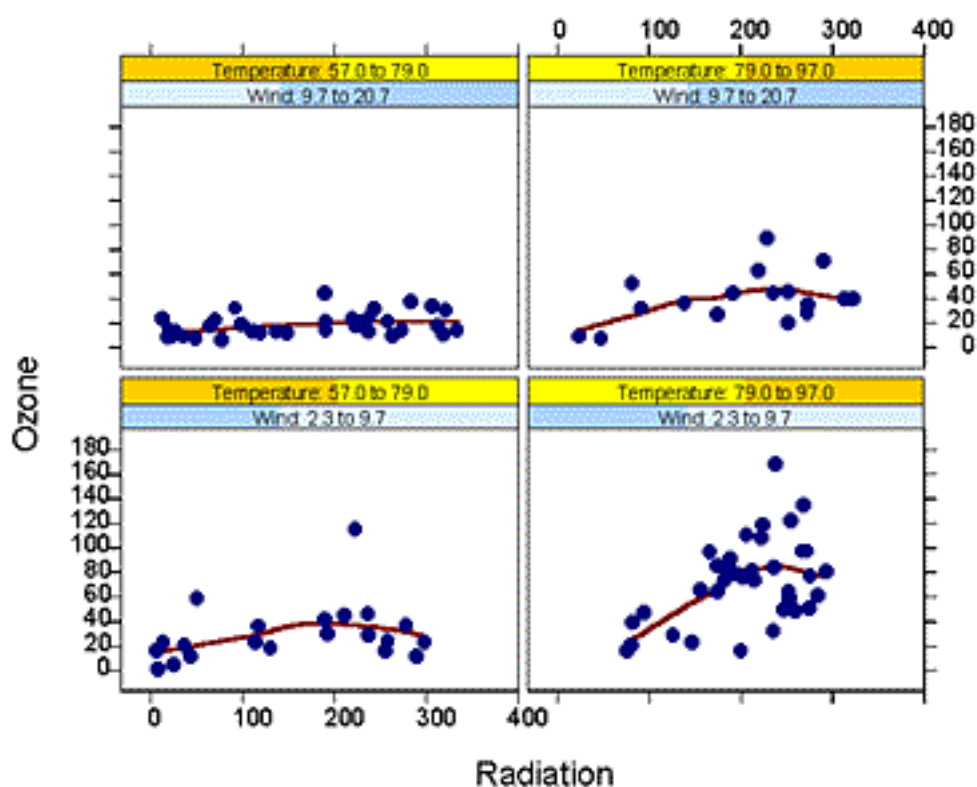 0 100 200 300 400
Temperature: 57.0 to 79.0
Temperature: 79.0 to 97.0
Wind: 9.7 to 20.7
Wind: 9.7 to 20.7
180
160
140
120
100
80
60
40
20
0
Temperature: 57.0 to 79.0
Temperature: 79.0 to 97.0
Wind: 2.3 to 9.7
Wind: 2.3 to 9.7
Ozone
180
160
140
120
100
80
60
40
20
0
0 100 200 300 400
Radiation